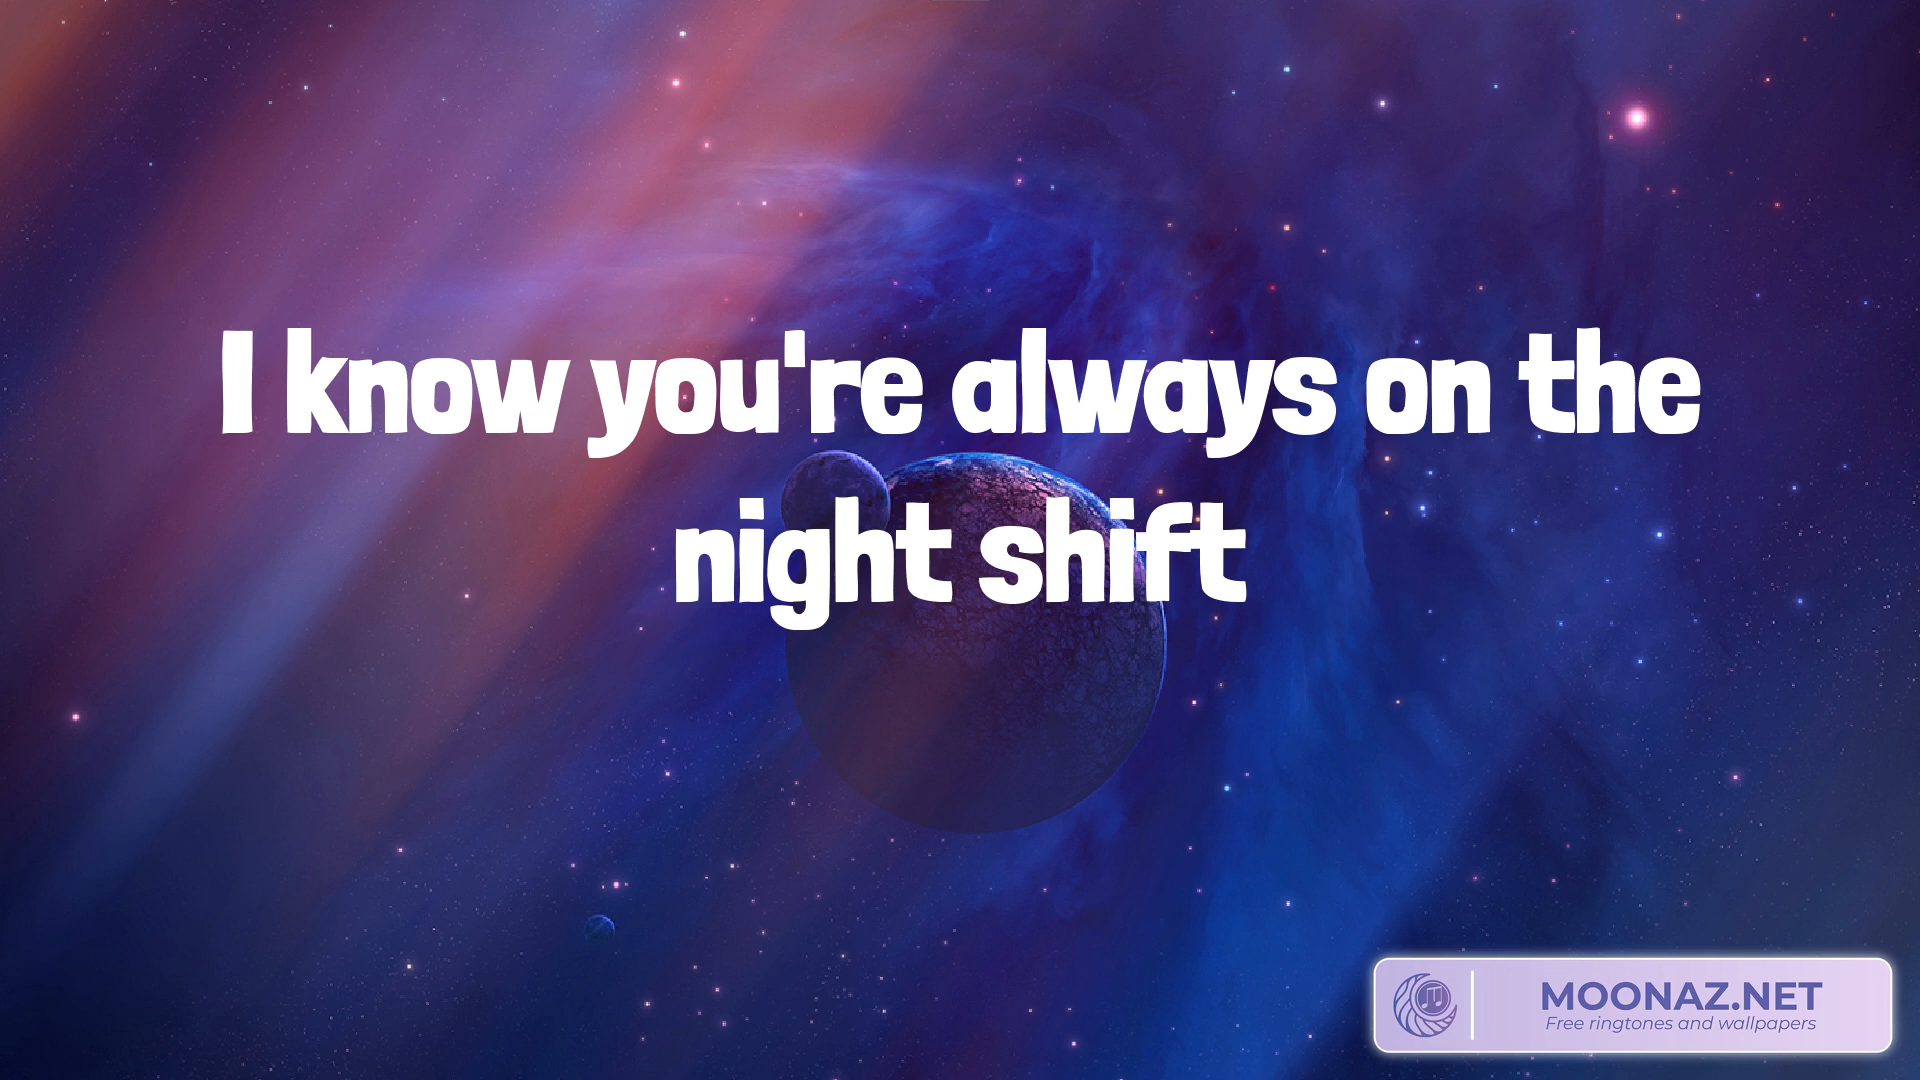 I know you're always on the
night shift
MOONAZ.NET
Free ringtones and wallpapers